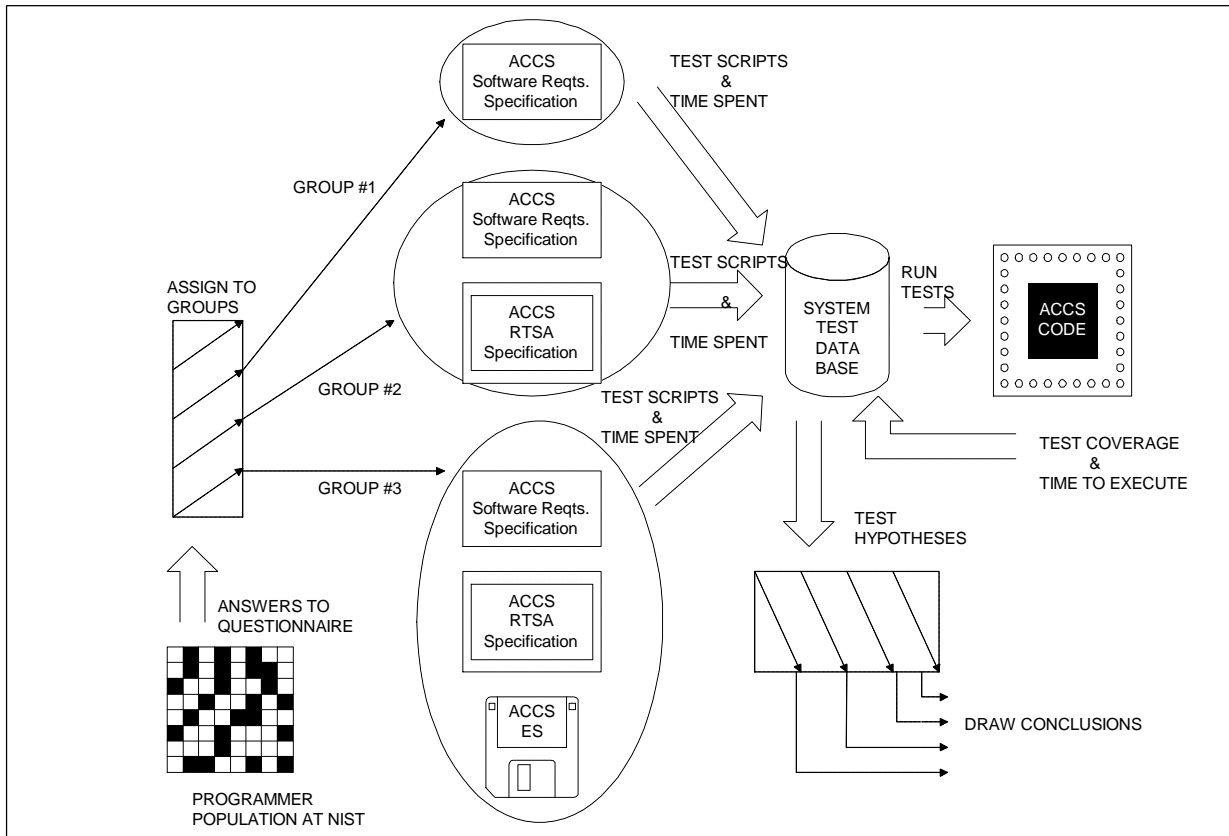 ACCS
Software Reqts.
Specification
TEST SCRIPTS
&
TIME SPENT
GROUP #1
ACCS
Software Reqts.
Specification
ACCS
RTSA
Specification
TEST SCRIPTS
&
TIME SPENT
ASSIGN TO
GROUPS
GROUP #2
SYSTEM
TEST
DATA
BASE
RUN
TESTS
ACCS
CODE
TEST SCRIPTS
&
TIME SPENT
GROUP #3
ACCS
Software Reqts.
Specification
ACCS
RTSA
Specification
ACCS
ES
TEST COVERAGE
&
TIME TO EXECUTE
TEST
HYPOTHESES
ANSWERS TO
QUESTIONNAIRE
DRAW CONCLUSIONS
PROGRAMMER
POPULATION AT NIST